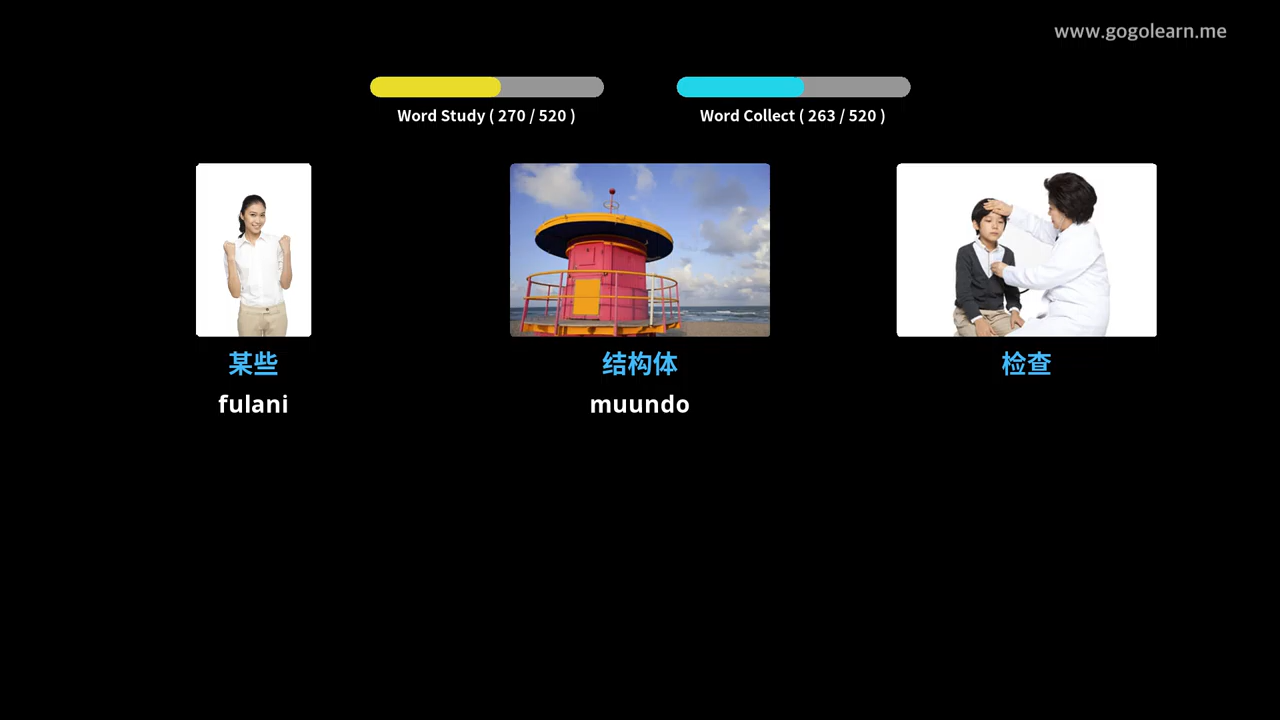 www.gogolearn.me
Word Study ( 270 / 520 )
Word Collect ( 263 / 520 )
某些
结构体
检查
fulani
muundo